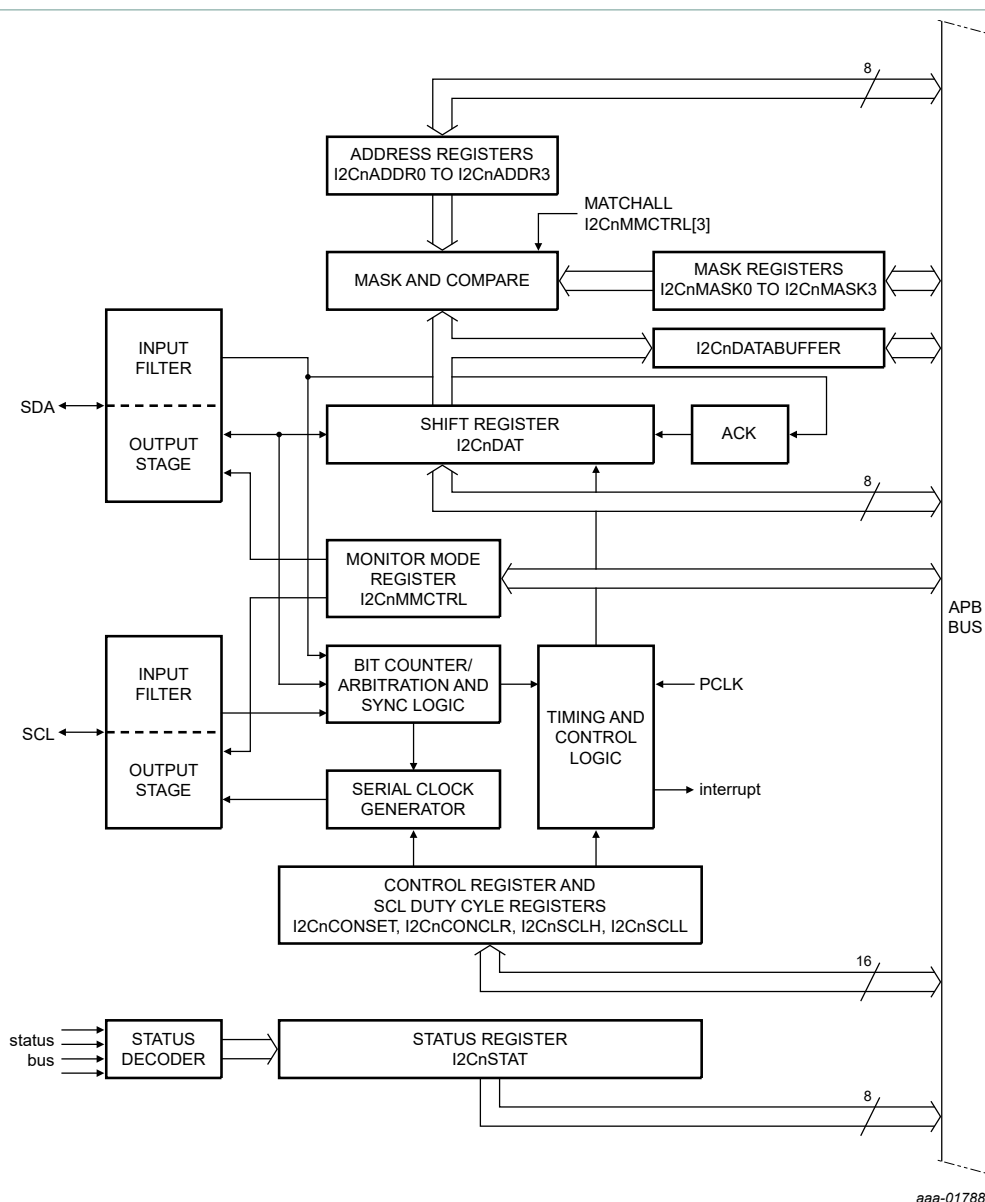 8
ADDRESS REGISTERS
I2CnADDR0 TO I2CnADDR3
MATCHALL
I2CnMMCTRL[3]
MASK AND COMPARE
MASK REGISTERS
I2CnMASK0 TO I2CnMASK3
I2CnDATABUFFER
INPUT
FILTER
SDA
OUTPUT
STAGE
SHIFT REGISTER
I2CnDAT
ACK
8
MONITOR MODE
REGISTER
I2CnMMCTRL
APB
BUS
INPUT
FILTER
SCL
OUTPUT
STAGE
BIT COUNTER/
ARBITRATION AND
SYNC LOGIC
PCLK
TIMING AND
CONTROL
LOGIC
SERIAL CLOCK
GENERATOR
interrupt
CONTROL REGISTER AND
SCL DUTY CYLE REGISTERS
I2CnCONSET, I2CnCONCLR, I2CnSCLH, I2CnSCLL
16
status
bus
STATUS
DECODER
STATUS REGISTER
I2CnSTAT
8
aaa-01788